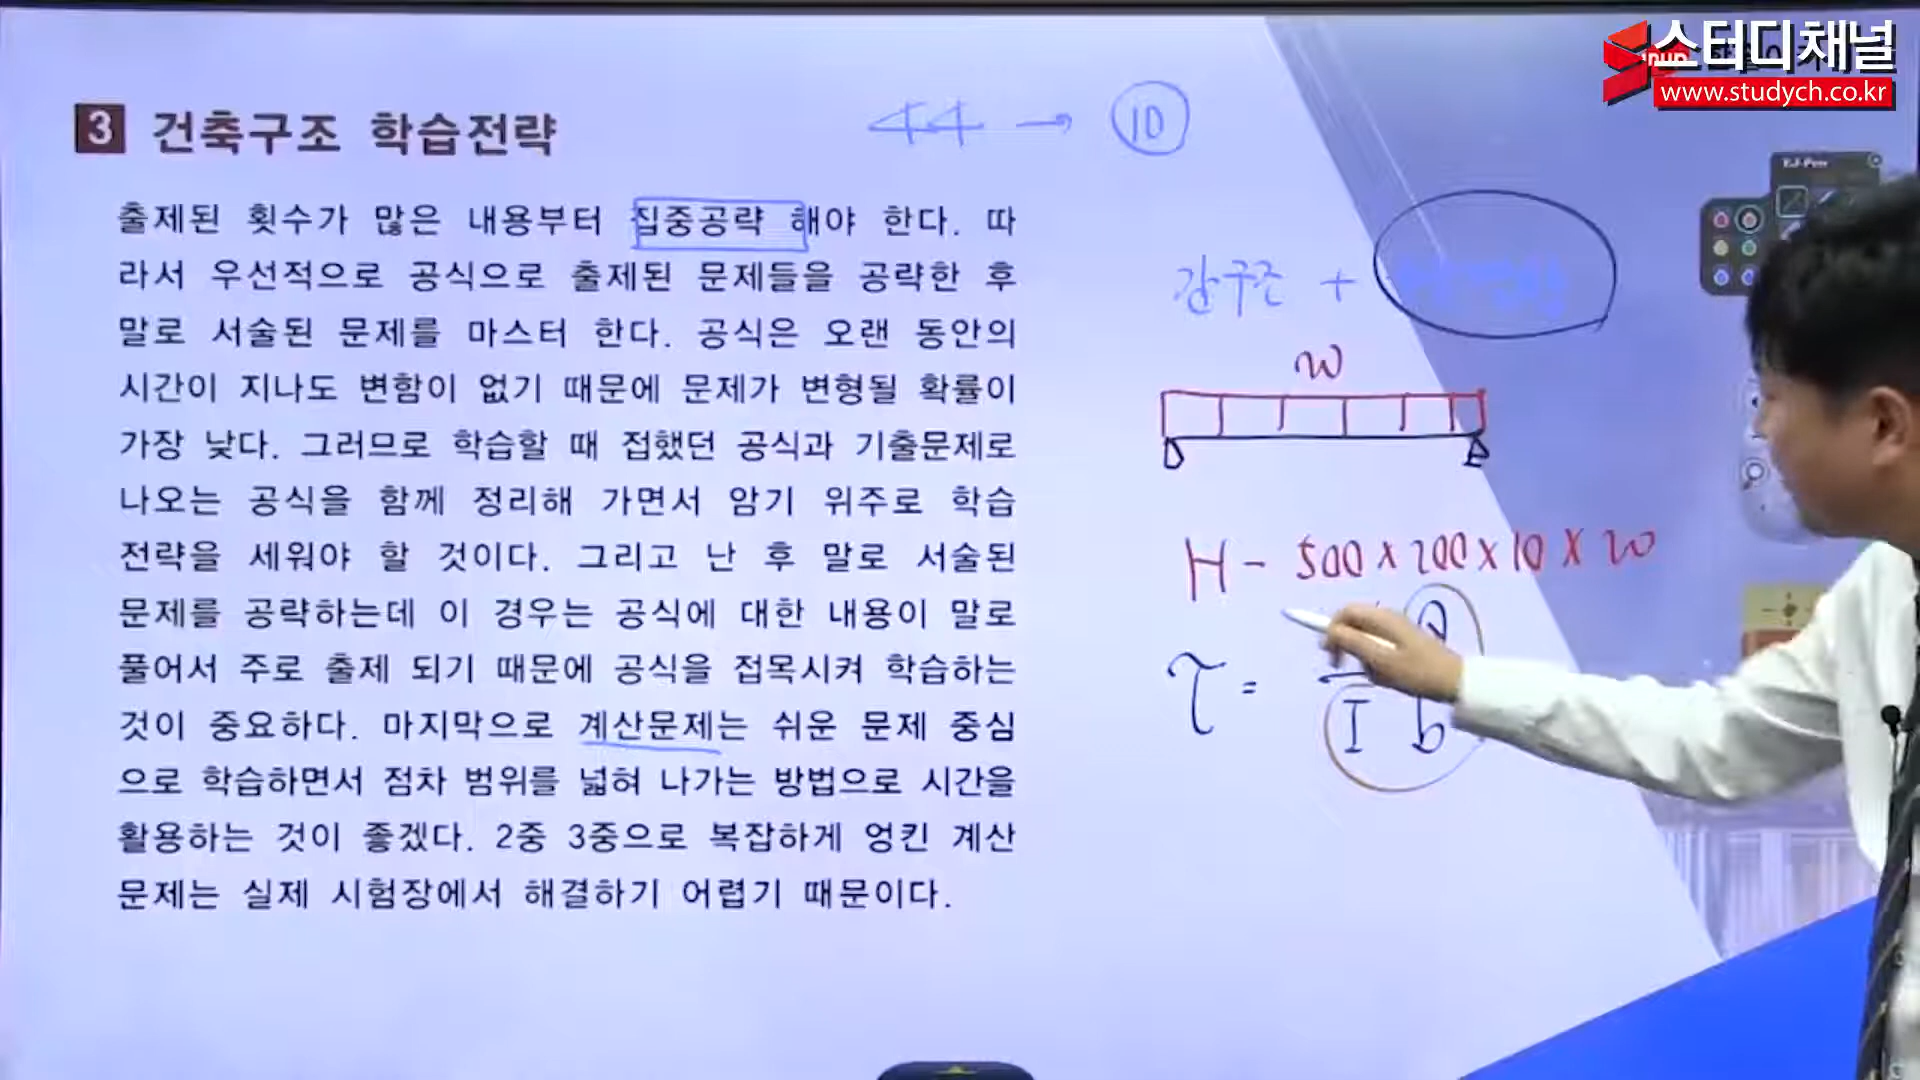 스터디채널
www.studych.co.kr
3 건축구조 학습전략
44 → 10
출제된 횟수가 많은 내용부터 집중공략 해야 한다. 따
라서 우선적으로 공식으로 출제된 문제들을 공략한 후
말로 서술된 문제를 마스터 한다. 공식은 오랜 동안의
시간이 지나도 변함이 없기 때문에 문제가 변형될 확률이
가장 낮다. 그러므로 학습할 때 접했던 공식과 기출문제로
나오는 공식을 함께 정리해 가면서 암기 위주로 학습
전략을 세워야 할 것이다. 그리고 난 후 말로 서술된
문제를 공략하는데 이 경우는 공식에 대한 내용이 말로
풀어서 주로 출제 되기 때문에 공식을 접목시켜 학습하는
것이 중요하다. 마지막으로 계산문제는 쉬운 문제 중심
으로 학습하면서 점차 범위를 넓혀 나가는 방법으로 시간을
활용하는 것이 좋겠다. 2중 3중으로 복잡하게 엉킨 계산
문제는 실제 시험장에서 해결하기 어렵기 때문이다.
강구조 +
w
H - 500 x 200 x 10 x 20
Q
τ =
I b